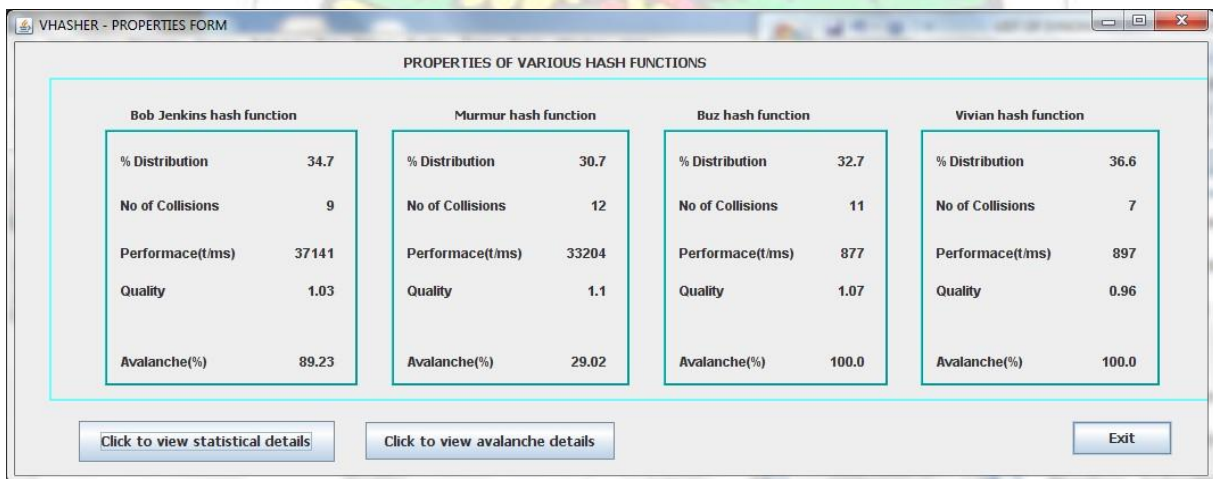 VHASHER - PROPERTIES FORM
PROPERTIES OF VARIOUS HASH FUNCTIONS
Bob Jenkins hash function
% Distribution 34.7
No of Collisions 9
Performace(t/ms) 37141
Quality 1.03
Avalanche(%) 89.23
Murmur hash function
% Distribution 30.7
No of Collisions 12
Performace(t/ms) 33204
Quality 1.1
Avalanche(%) 29.02
Buz hash function
% Distribution 32.7
No of Collisions 11
Performace(t/ms) 877
Quality 1.07
Avalanche(%) 100.0
Vivian hash function
% Distribution 36.6
No of Collisions 7
Performace(t/ms) 897
Quality 0.96
Avalanche(%) 100.0
Click to view statistical details
Click to view avalanche details
Exit